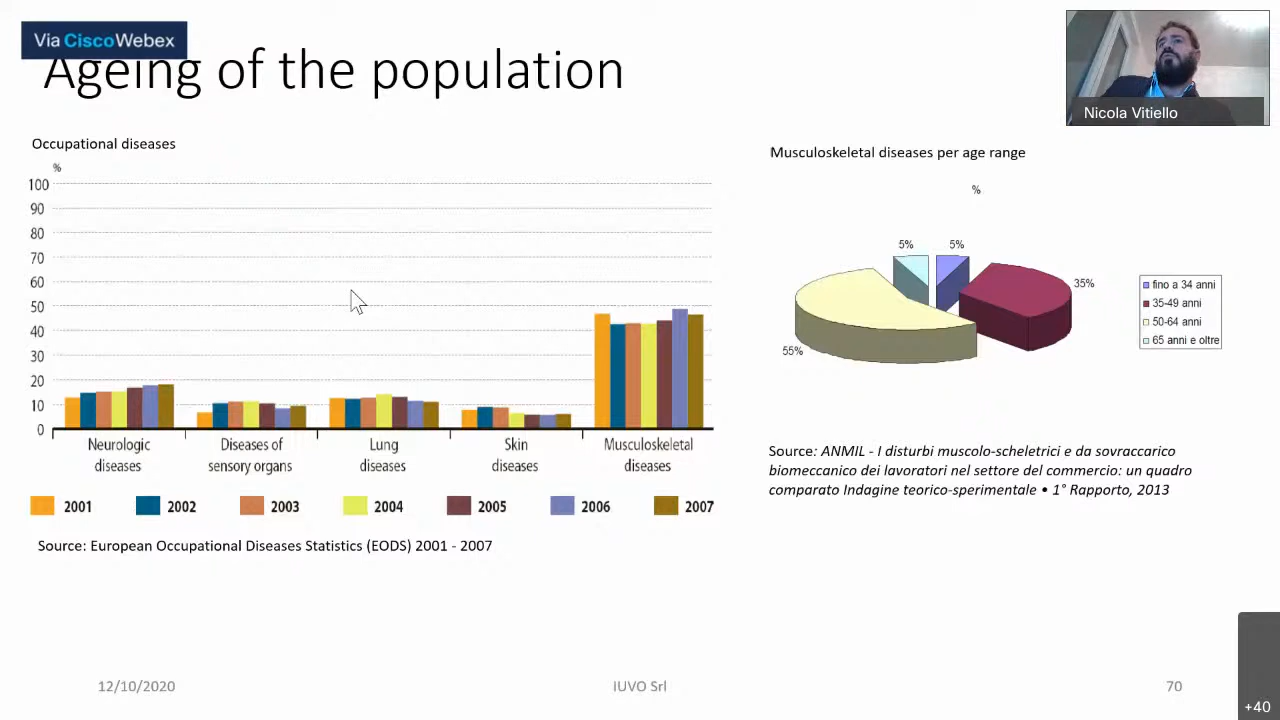 Via CiscoWebex
Ageing of the population
Nicola Vitiello
Occupational diseases
%
100
90
80
70
60
50
40
30
20
10
0
Neurologic
diseases
Diseases of
sensory organs
Lung
diseases
Skin
diseases
Musculoskeletal
diseases
2001 2002 2003 2004 2005 2006 2007
Source: European Occupational Diseases Statistics (EODS) 2001 - 2007
Musculoskeletal diseases per age range
%
5% 5%
35%
55%
fino a 34 anni
35-49 anni
50-64 anni
65 anni e oltre
Source: ANMIL - I disturbi muscolo-scheletrici e da sovraccarico
biomeccanico dei lavoratori nel settore del commercio: un quadro
comparato Indagine teorico-sperimentale • 1° Rapporto, 2013
12/10/2020 IUVO Srl 70
+40